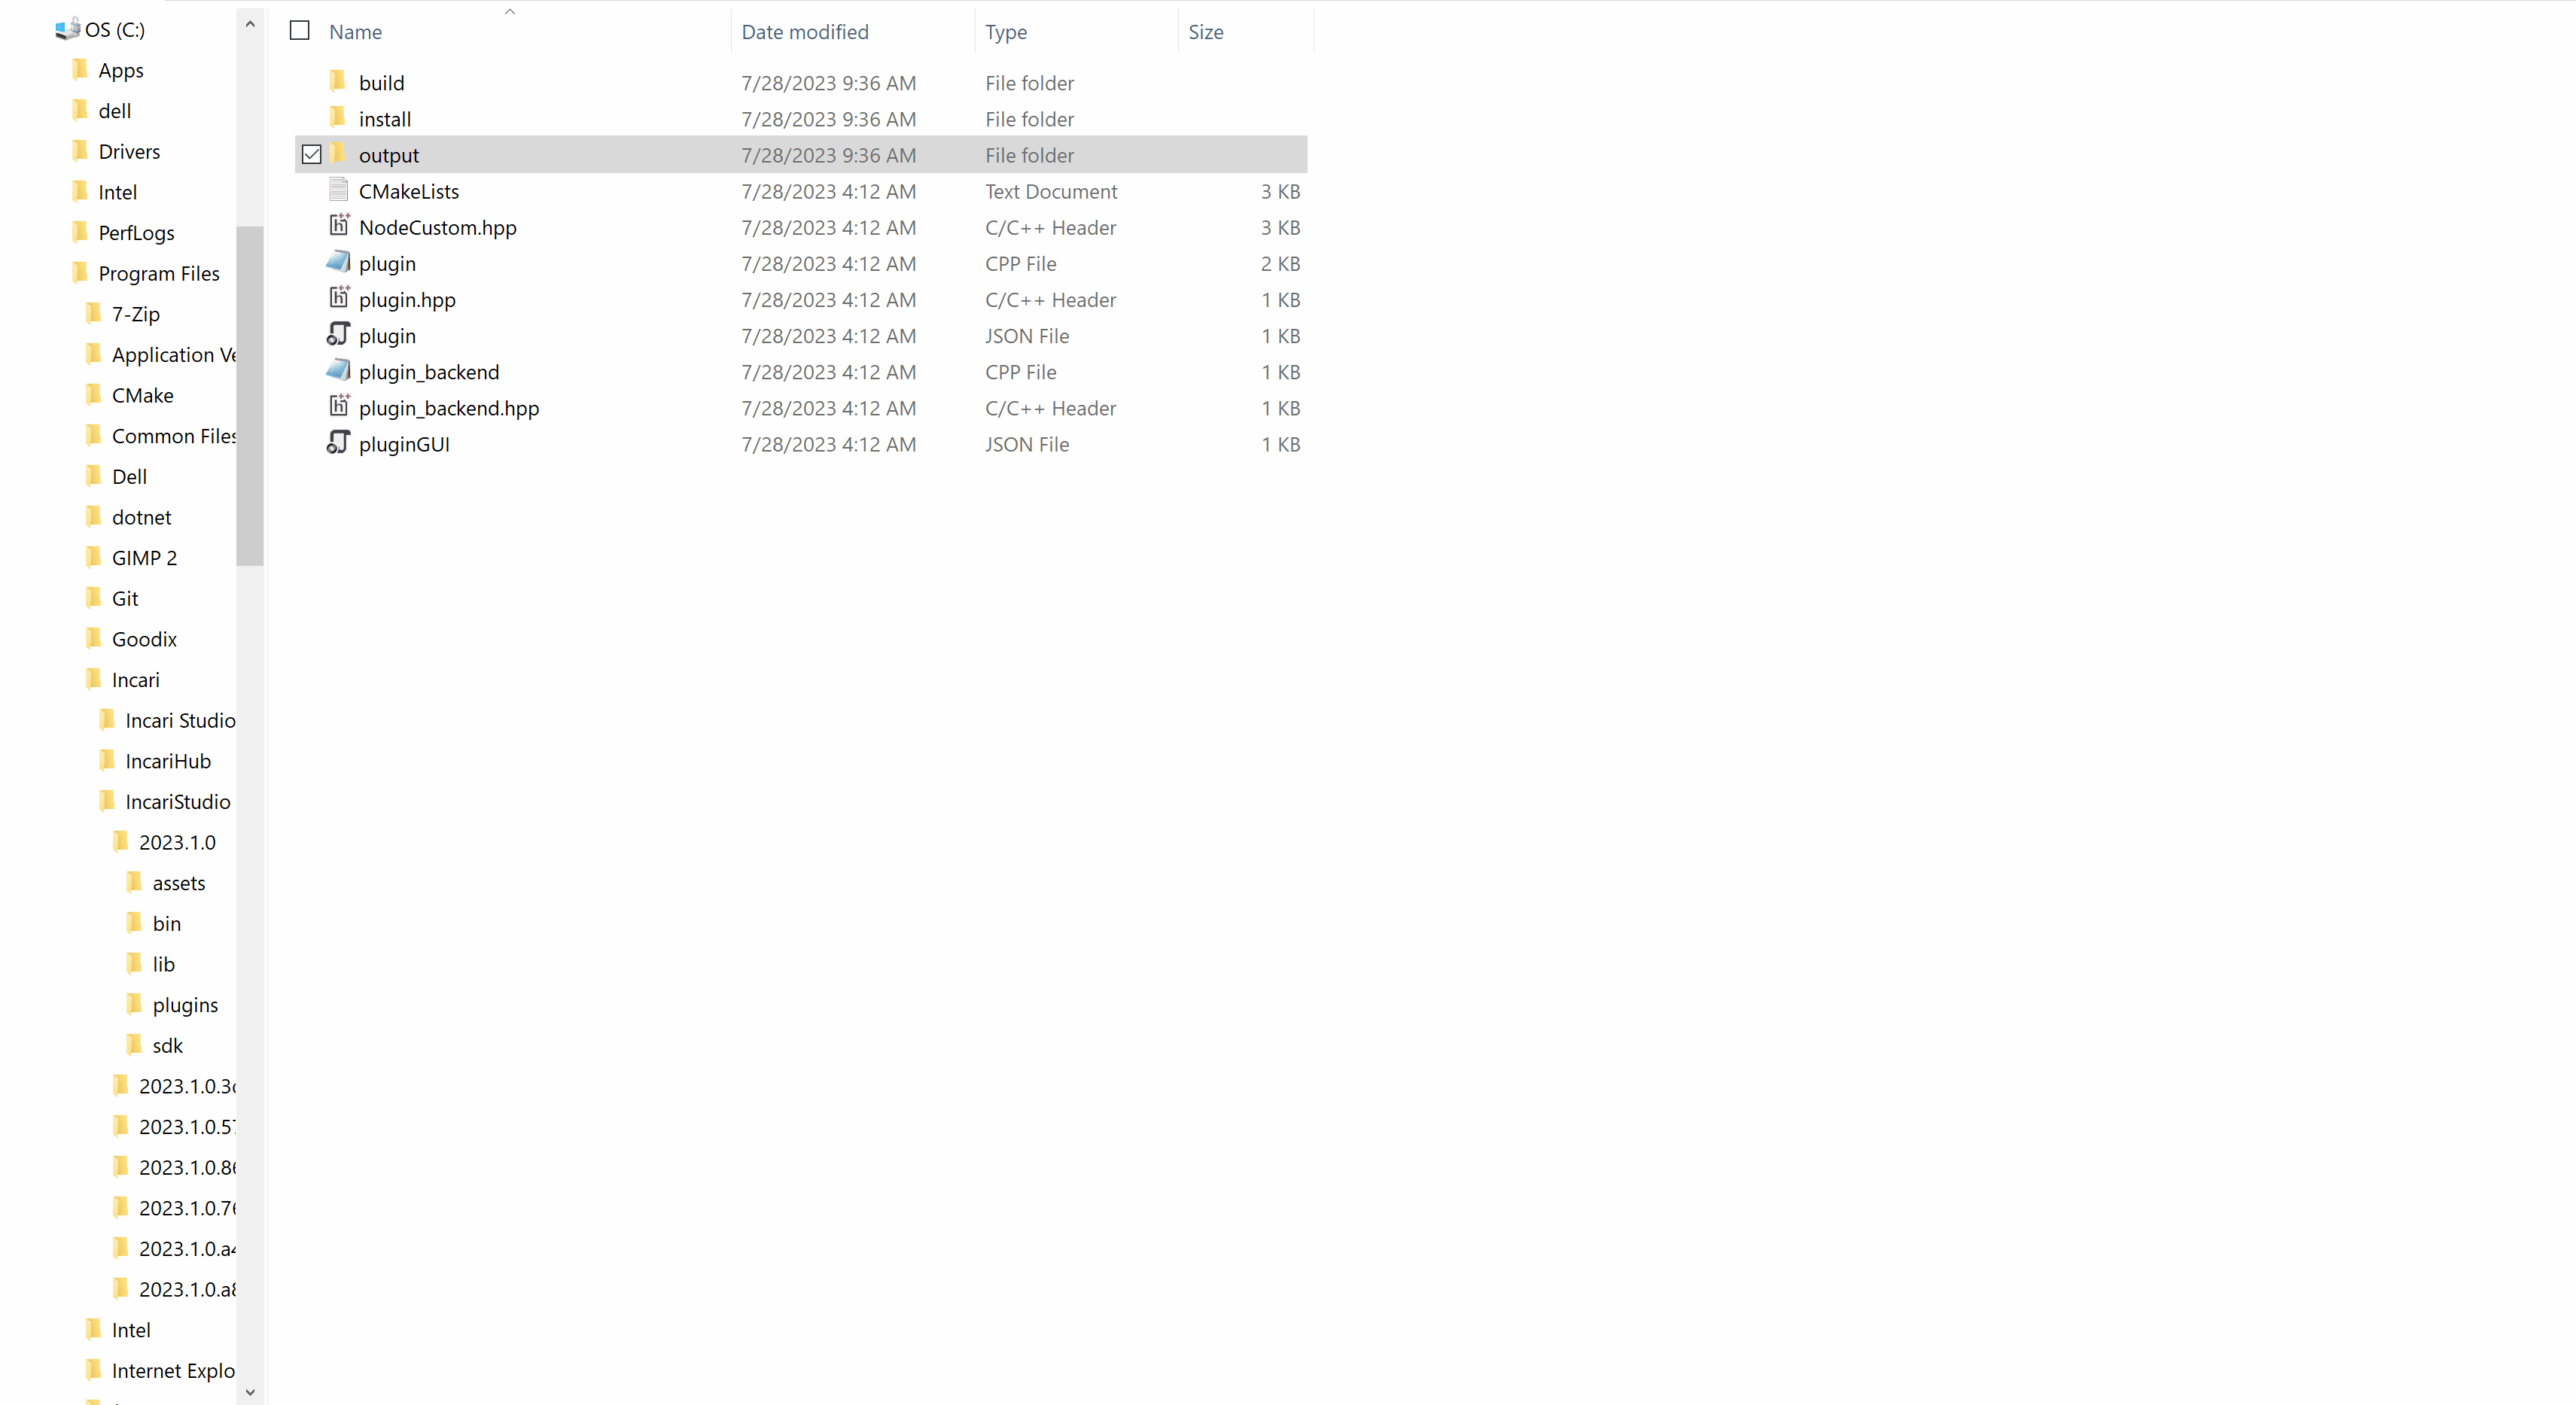 OS (C:)
Apps
dell
Drivers
Intel
PerfLogs
Program Files
7-Zip
Application Ve
CMake
Common Files
Dell
dotnet
GIMP 2
Git
Goodix
Incari
Incari Studio
IncariHub
IncariStudio
2023.1.0
assets
bin
lib
plugins
sdk
2023.1.0.3c
2023.1.0.57
2023.1.0.86
2023.1.0.76
2023.1.0.a4
2023.1.0.a8
Intel
Internet Explo
Name Date modified Type Size
build 7/28/2023 9:36 AM File folder
install 7/28/2023 9:36 AM File folder
output 7/28/2023 9:36 AM File folder
CMakeLists 7/28/2023 4:12 AM Text Document 3 KB
NodeCustom.hpp 7/28/2023 4:12 AM C/C++ Header 3 KB
plugin 7/28/2023 4:12 AM CPP File 2 KB
plugin.hpp 7/28/2023 4:12 AM C/C++ Header 1 KB
plugin 7/28/2023 4:12 AM JSON File 1 KB
plugin_backend 7/28/2023 4:12 AM CPP File 1 KB
plugin_backend.hpp 7/28/2023 4:12 AM C/C++ Header 1 KB
pluginGUI 7/28/2023 4:12 AM JSON File 1 KB